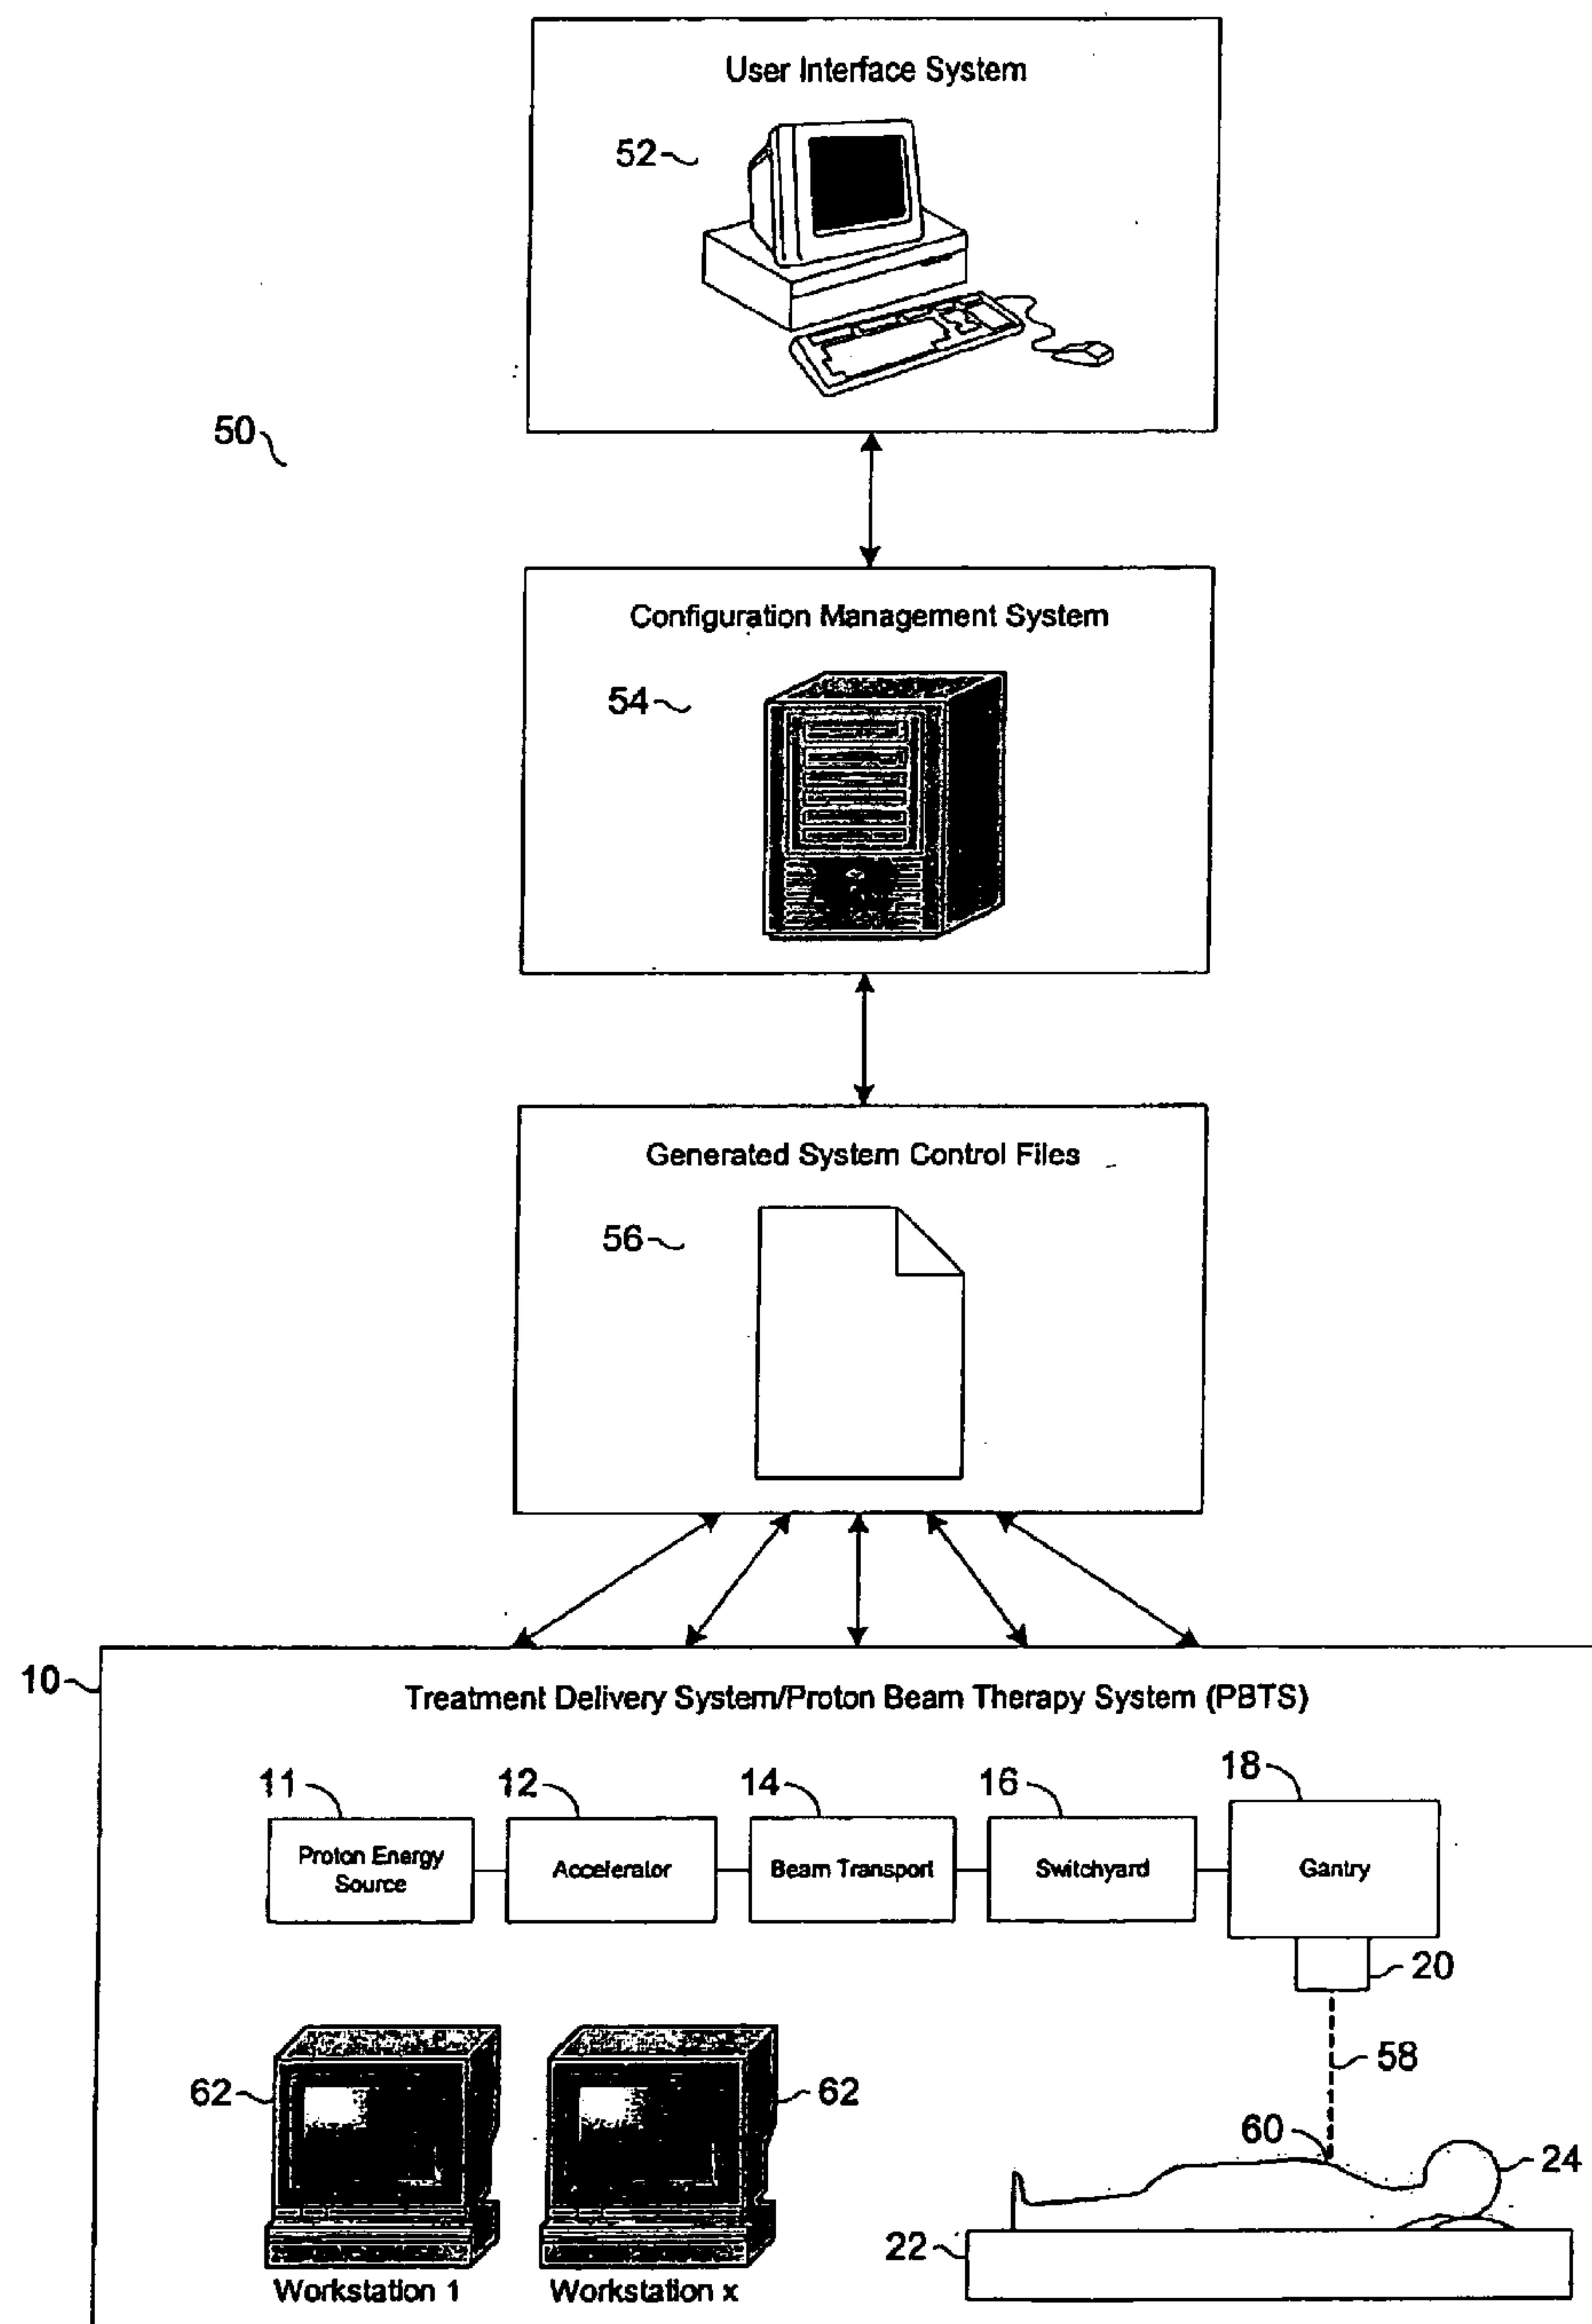 User Interface System
52
50
Configuration Management System
54
Generated System Control Files
56
10
Treatment Delivery System/Proton Beam Therapy System (PBTS)
11
12
14
16
18
Proton Energy
Source
Accelerator
Beam Transport
Switchyard
Gantry
20
58
62
62
60
24
22
Workstation 1
Workstation x